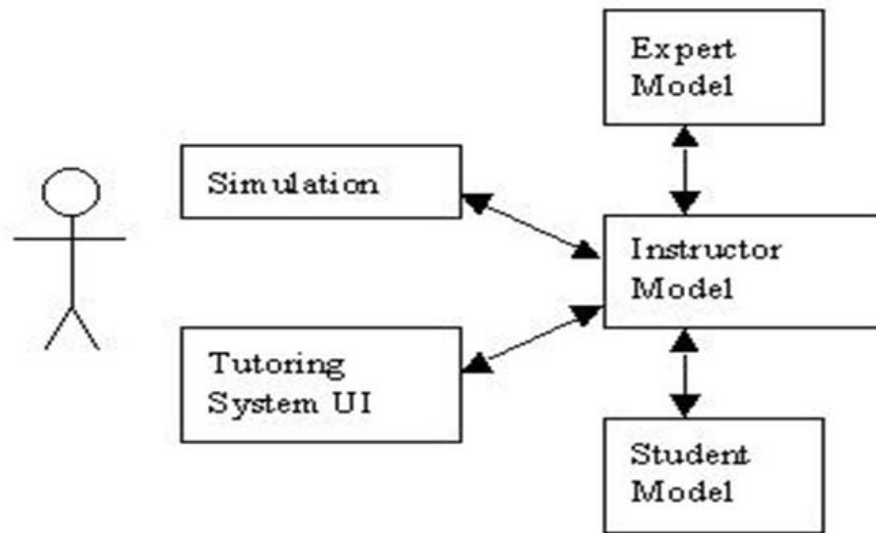 Expert
Model
Simulation
Instructor
Model
Tutoring
System UI
Student
Model